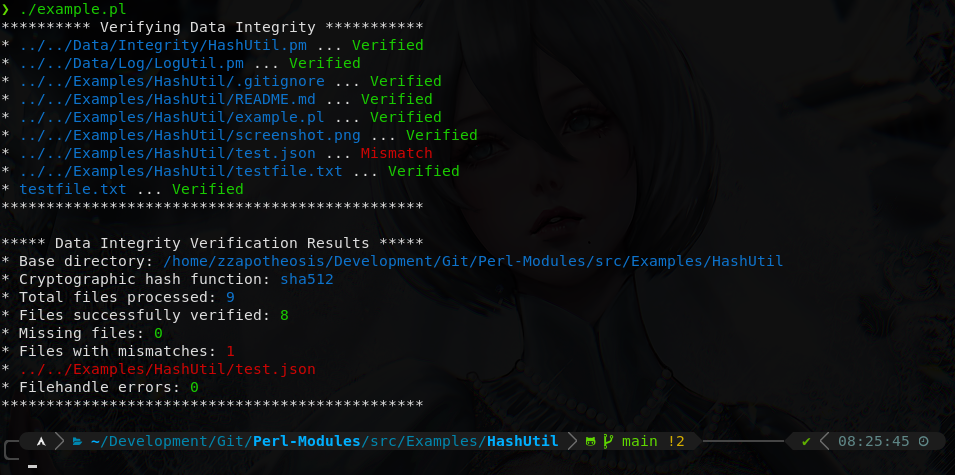 ❯ ./example.pl
********** Verifying Data Integrity ***********
* ../../Data/Integrity/HashUtil.pm ... Verified
* ../../Data/Log/LogUtil.pm ... Verified
* ../../Examples/HashUtil/.gitignore ... Verified
* ../../Examples/HashUtil/README.md ... Verified
* ../../Examples/HashUtil/example.pl ... Verified
* ../../Examples/HashUtil/screenshot.png ... Verified
* ../../Examples/HashUtil/test.json ... Mismatch
* ../../Examples/HashUtil/testfile.txt ... Verified
* testfile.txt ... Verified
***********************************************
***** Data Integrity Verification Results *****
* Base directory: /home/zzapotheosis/Development/Git/Perl-Modules/src/Examples/HashUtil
* Cryptographic hash function: sha512
* Total files processed: 9
* Files successfully verified: 8
* Missing files: 0
* Files with mismatches: 1
* ../../Examples/HashUtil/test.json
* Filehandle errors: 0
***********************************************
~/Development/Git/Perl-Modules/src/Examples/HashUtil main !2 ✔ 08:25:45